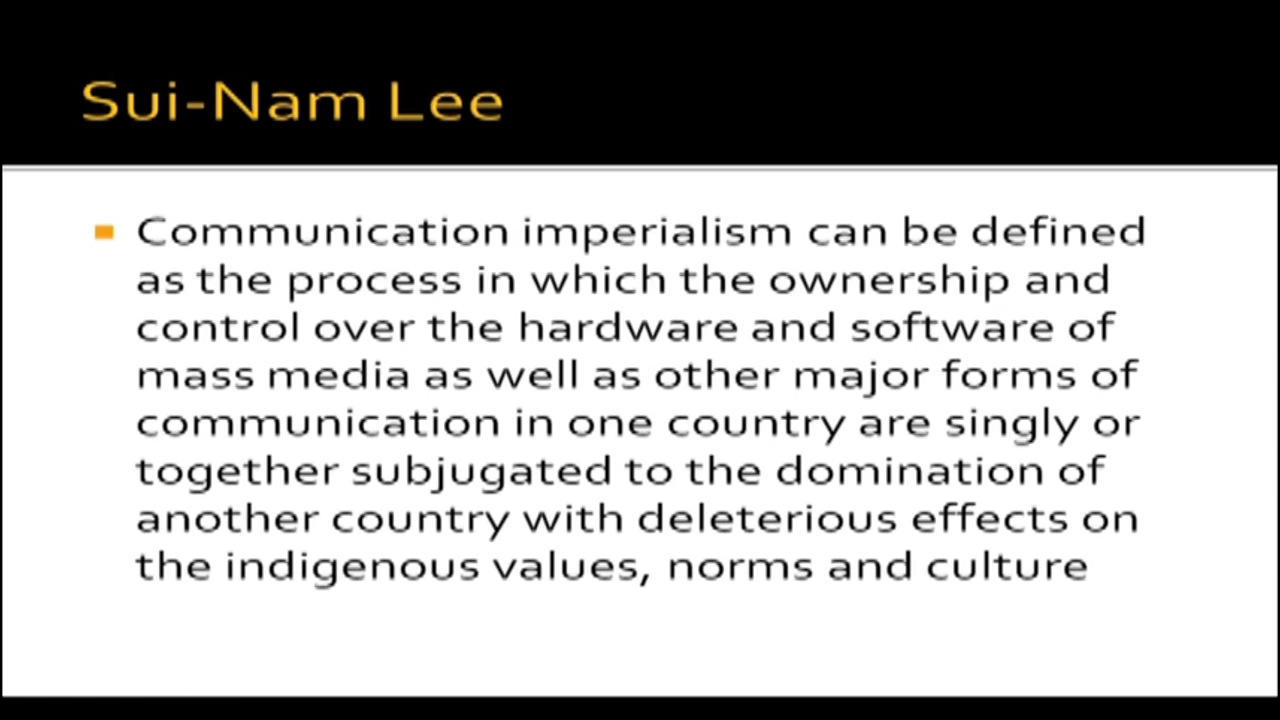 Sui-Nam Lee
Communication imperialism can be defined
as the process in which the ownership and
control over the hardware and software of
mass media as well as other major forms of
communication in one country are singly or
together subjugated to the domination of
another country with deleterious effects on
the indigenous values, norms and culture